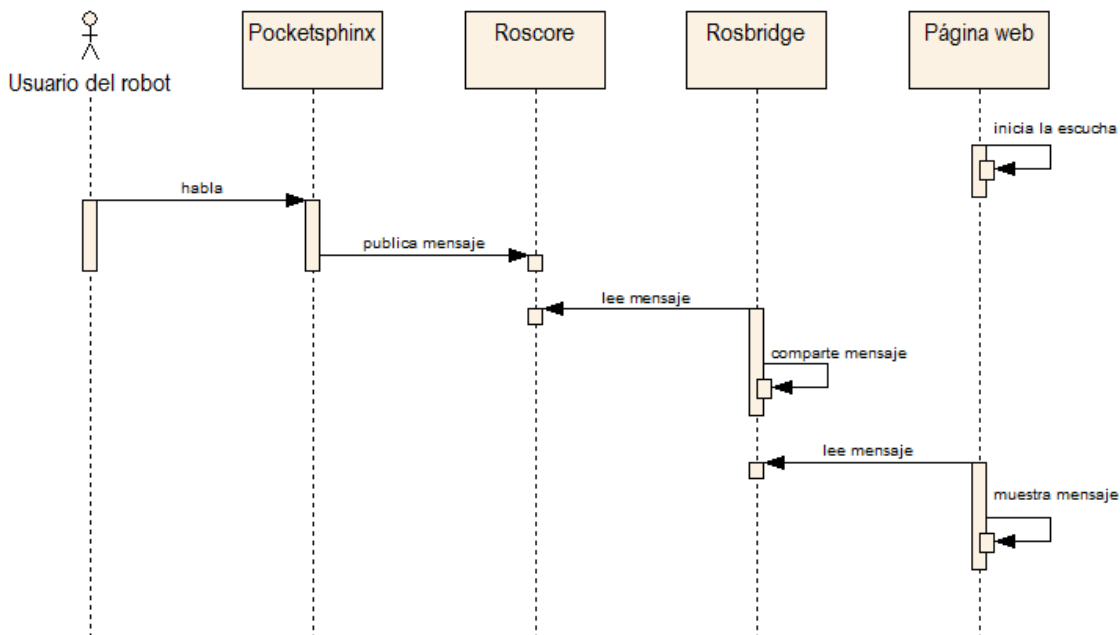 Usuario del robot
Pocketsphinx
Roscore
Rosbridge
Página web
inicia la escucha
habla
publica mensaje
lee mensaje
comparte mensaje
lee mensaje
muestra mensaje